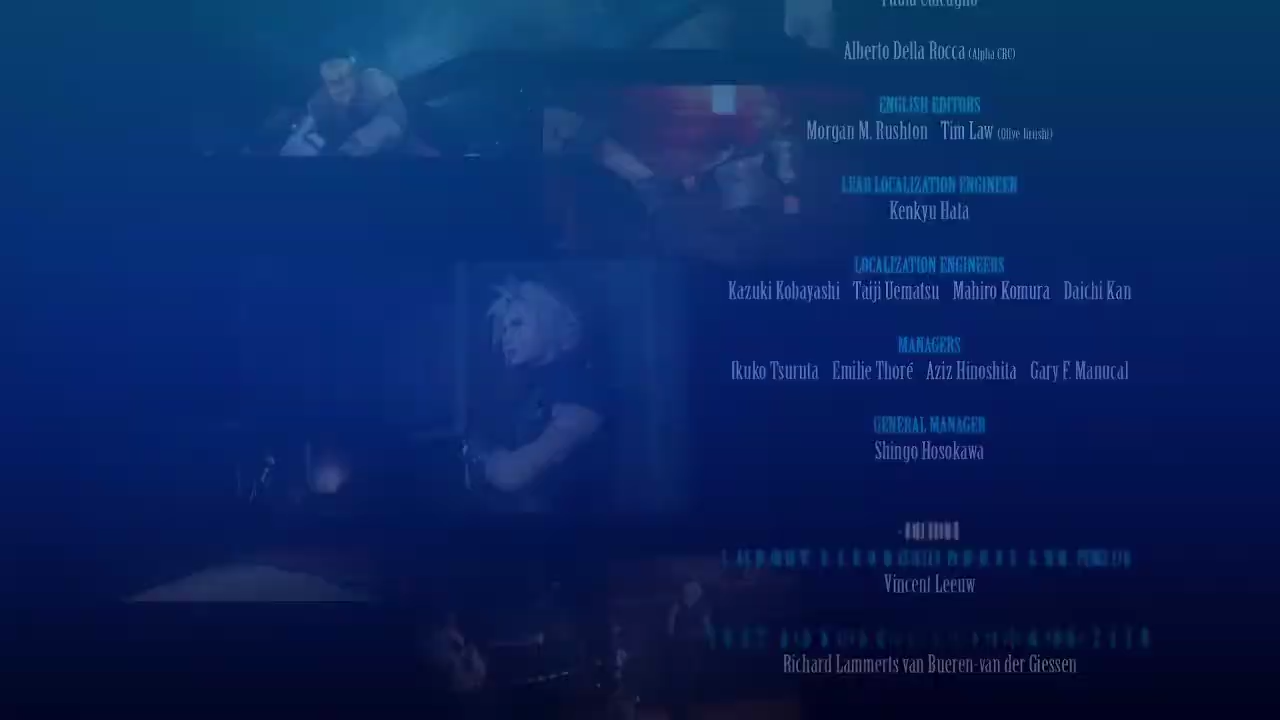 Alberto Della Rocca (Alpha CRC)
ENGLISH EDITORS
Morgan M. Rushton Tim Law (Olive Inushi)
LEAD LOCALIZATION ENGINEER
Kenkyu Hata
LOCALIZATION ENGINEERS
Kazuki Kobayashi Taiji Uematsu Mahiro Komura Daichi Kan
MANAGERS
Ikuko Tsuruta Emilie Thoré Aziz Hinoshita Gary F. Manucal
GENERAL MANAGER
Shingo Hosokawa
Vincent Leeuw
Richard Lammerts van Bueren-van der Giessen